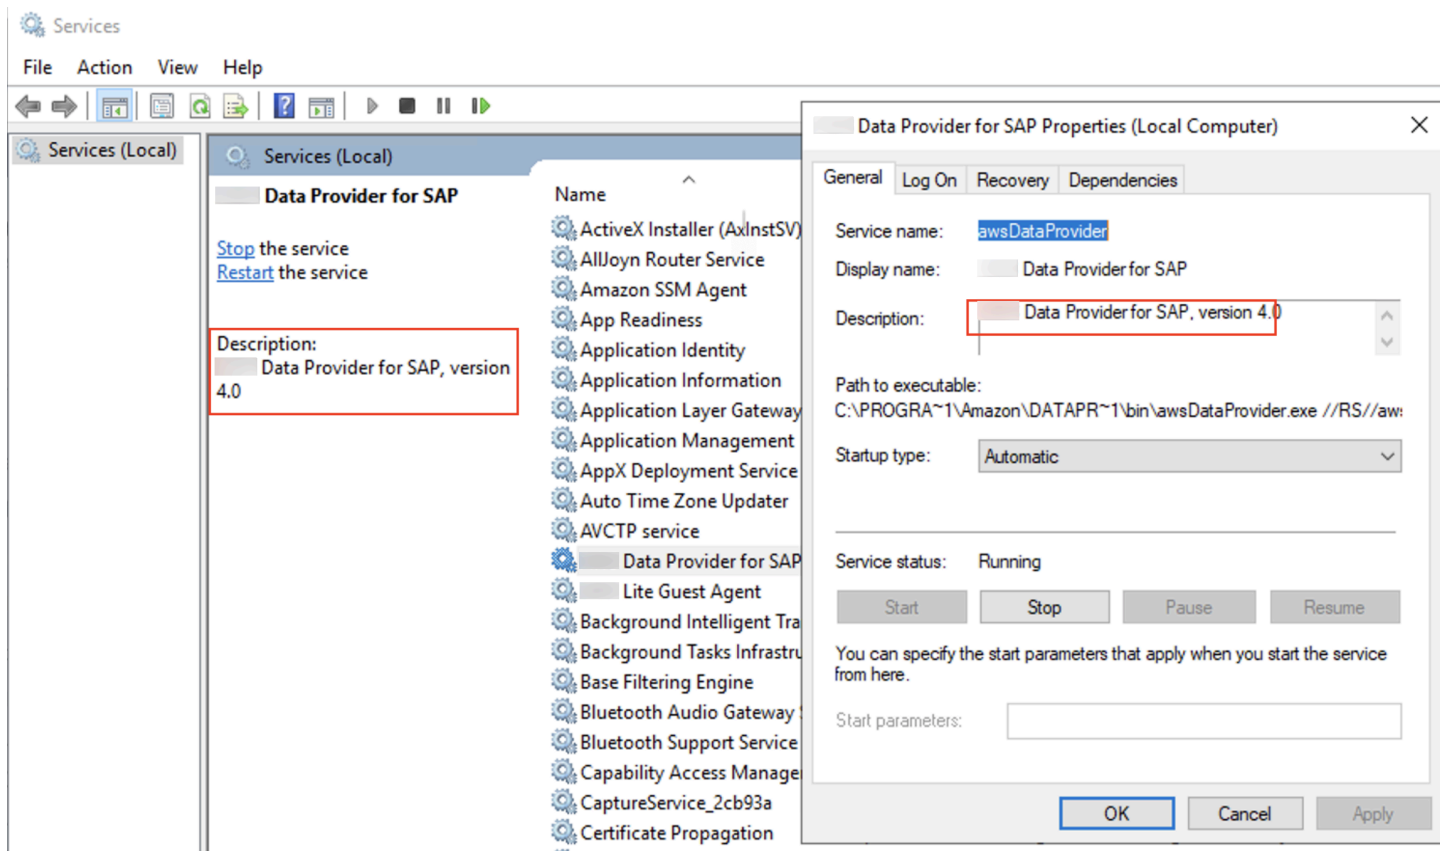 Services
File Action View Help
Services (Local)
Services (Local)
Data Provider for SAP
Stop the service
Restart the service
Description:
Data Provider for SAP, version
4.0
Name
ActiveX Installer (AxInstSV)
AllJoyn Router Service
Amazon SSM Agent
App Readiness
Application Identity
Application Information
Application Layer Gateway
Application Management
AppX Deployment Service
Auto Time Zone Updater
AVCTP service
Data Provider for SAP
Lite Guest Agent
Background Intelligent Tra
Background Tasks Infrastru
Base Filtering Engine
Bluetooth Audio Gateway
Bluetooth Support Service
Capability Access Manage
CaptureService_2cb93a
Certificate Propagation
Data Provider for SAP Properties (Local Computer)
General Log On Recovery Dependencies
Service name: awsDataProvider
Display name: Data Provider for SAP
Description: Data Provider for SAP, version 4.0
Path to executable:
C:\PROGRA~1\Amazon\DATAPR~1\bin\awsDataProvider.exe //RS//aws
Startup type: Automatic
Service status: Running
Start Stop Pause Resume
You can specify the start parameters that apply when you start the service
from here.
Start parameters:
OK Cancel Apply